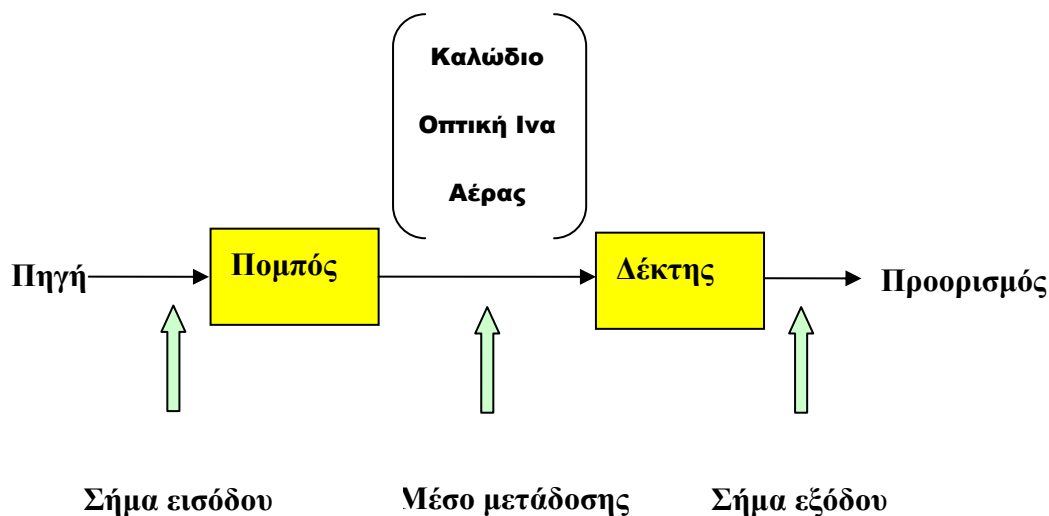 Καλώδιο
Οπτική Ινα
Αέρας
Πηγή
Πομπός
Δέκτης
Προορισμός
Σήμα εισόδου
Μέσο μετάδοσης
Σήμα εξόδου